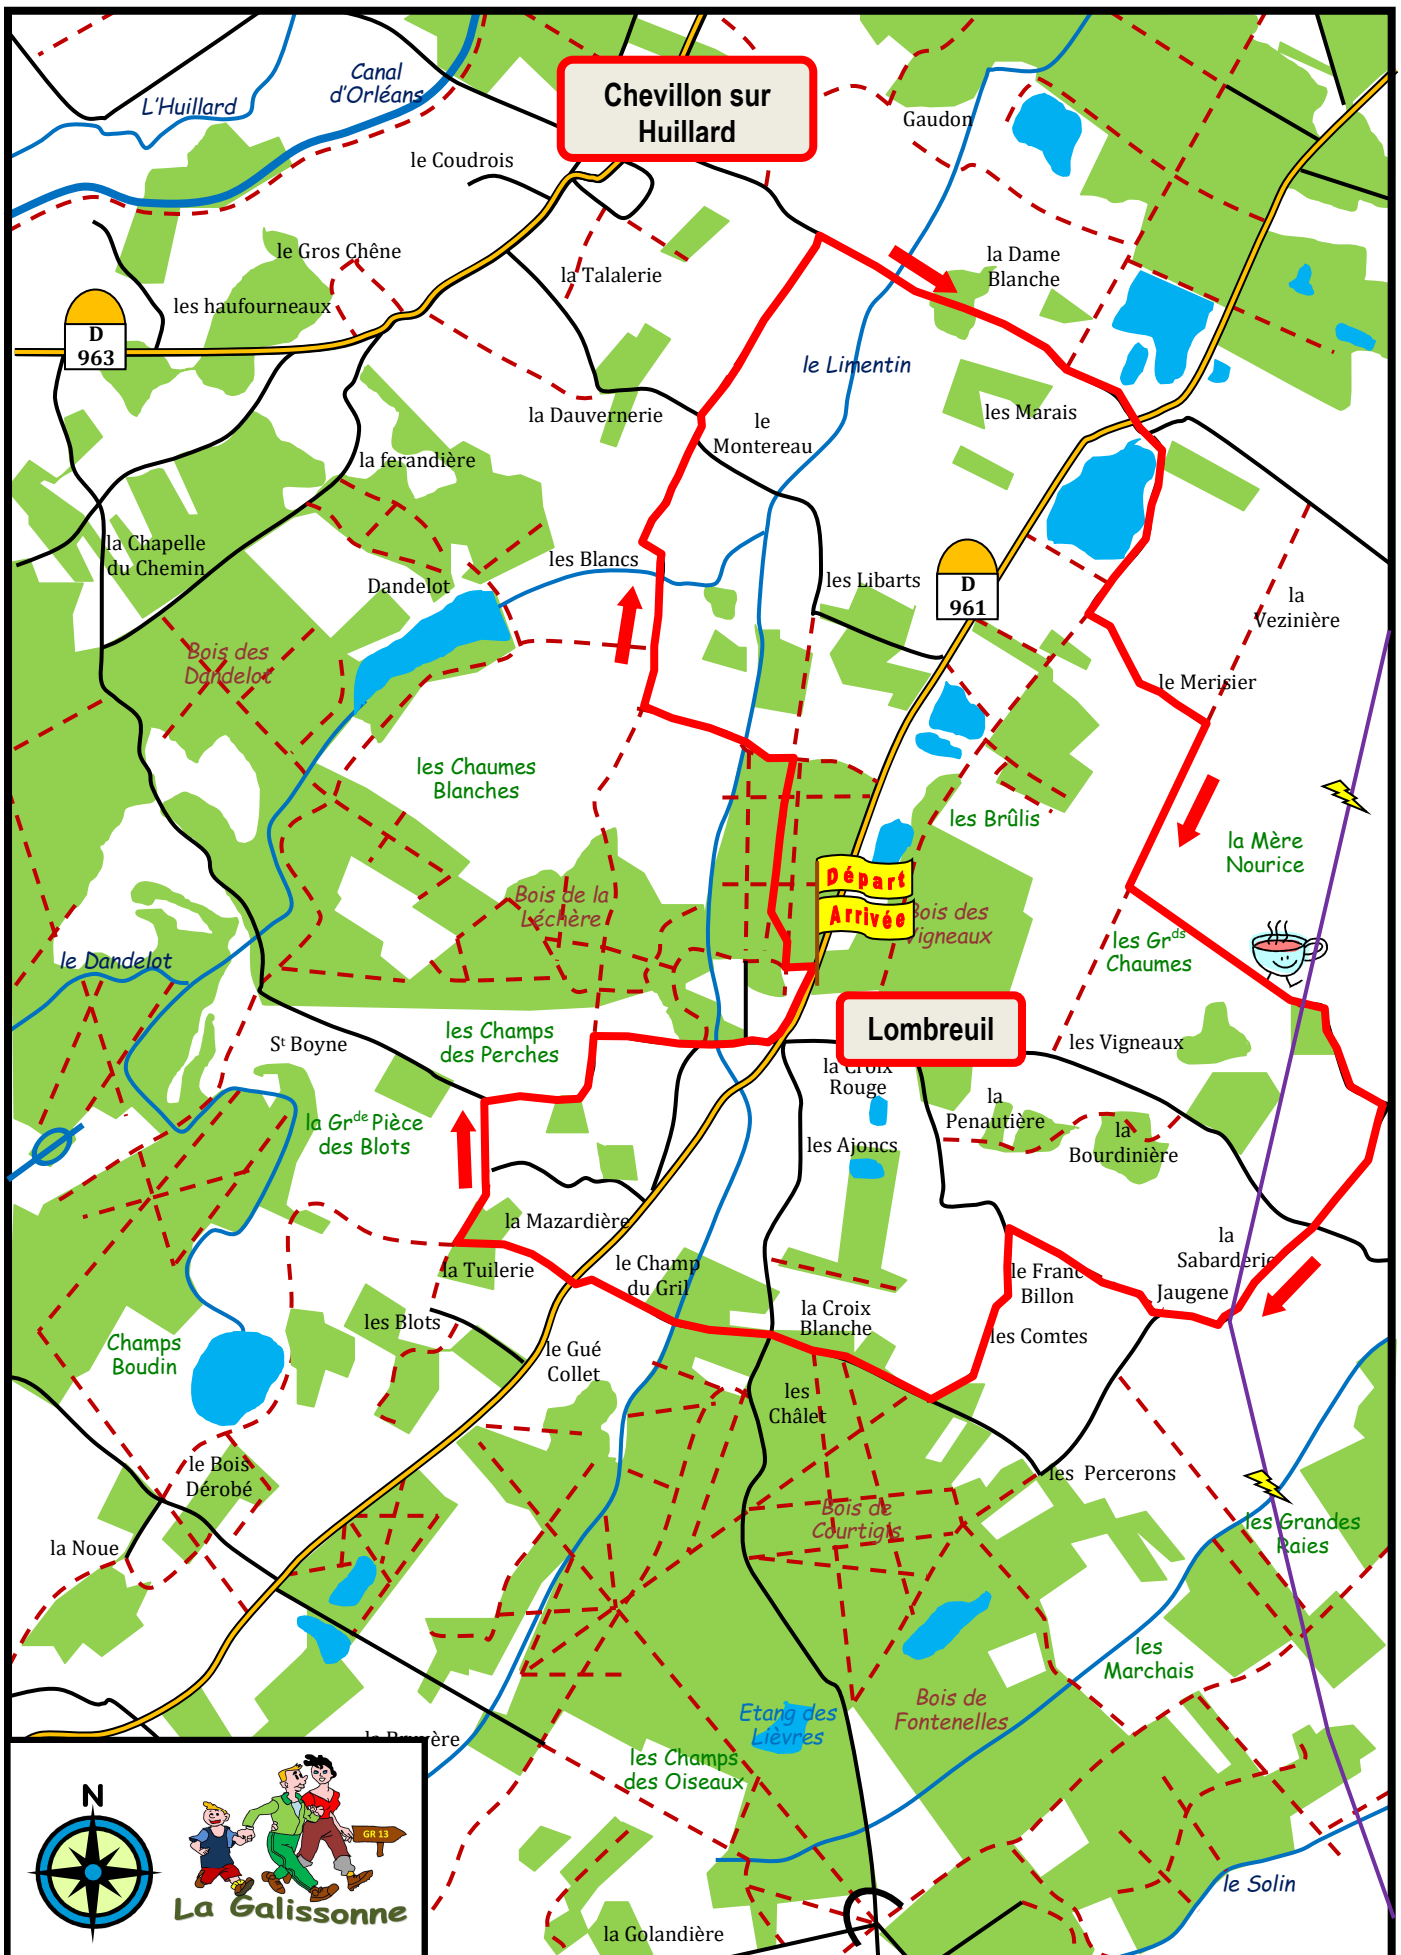 Chevillon sur
Huillard
Canal
d'Orléans
L'Huillard
Gaudon
le Coudrois
le Gros Chêne
la Talalerie
la Dame
Blanche
les haufourneaux
D
963
le Limentin
la Dauvernerie
le
Montereau
les Marais
la ferandière
la Chapelle
du Chemin
les Blancs
Dandelot
les Libarts
D
961
la
Vezinière
Bois des
Dandelot
le Merisier
les Chaumes
Blanches
les Brûlis
la Mère
Nourice
Départ
Arrivée
Bois de la
Léchère
Bois des
Vigneaux
les Grds
Chaumes
le Dandelot
Lombreuil
les Champs
des Perches
St Boyne
les Vigneaux
la Croix
Rouge
la
Penautière
la Grde Pièce
des Blots
la
Bourdinière
les Ajoncs
la Mazardière
la
Sabarderie
la Tuilerie
le Champ
du Gril
le Franc
Billon
Jaugene
les Blots
la Croix
Blanche
les Comtes
Champs
Boudin
le Gué
Collet
les
Châlet
le Bois
Dérobé
les Percerons
la Noue
Bois de
Courtigis
les Grandes
Raies
les
Marchais
Bois de
Fontenelles
Etang des
Lièvres
les Champs
des Oiseaux
N
GR 13
La Galissonne
le Solin
la Golandière